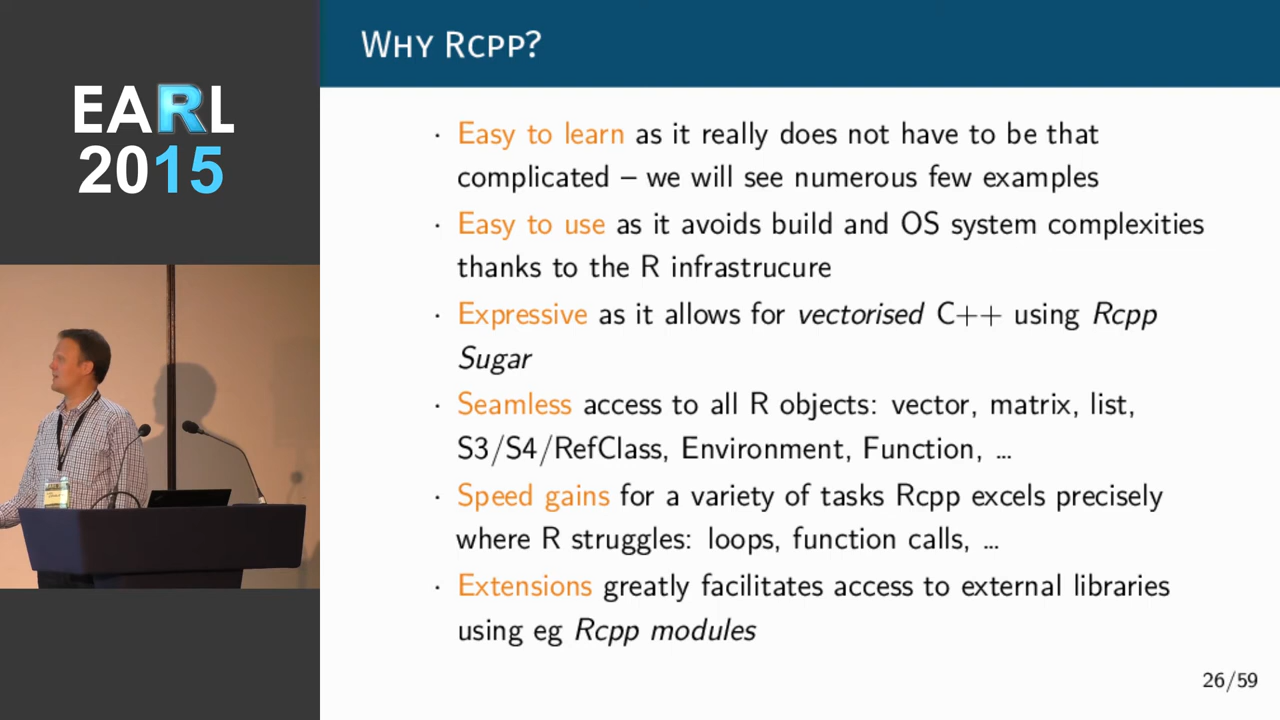 EARL
2015
WHY RCPP?
· Easy to learn as it really does not have to be that
complicated – we will see numerous few examples
· Easy to use as it avoids build and OS system complexities
thanks to the R infrastrucure
· Expressive as it allows for vectorised C++ using Rcpp
Sugar
· Seamless access to all R objects: vector, matrix, list,
S3/S4/RefClass, Environment, Function, …
· Speed gains for a variety of tasks Rcpp excels precisely
where R struggles: loops, function calls, …
· Extensions greatly facilitates access to external libraries
using eg Rcpp modules
26/59